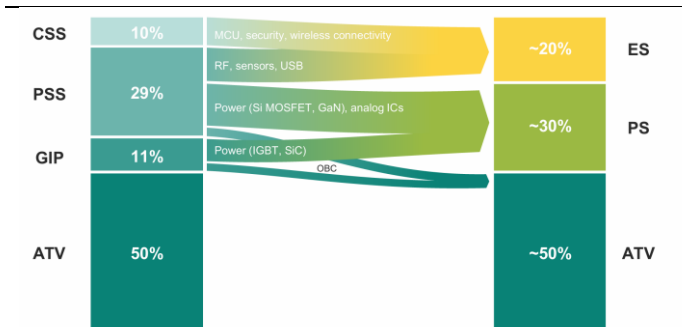 CSS
10%
MCU, security, wireless connectivity
~20%
ES
RF, sensors, USB
PSS
29%
Power (Si MOSFET, GaN), analog ICs
~30%
PS
GIP
11%
Power (IGBT, SiC)
OBC
ATV
50%
~50%
ATV